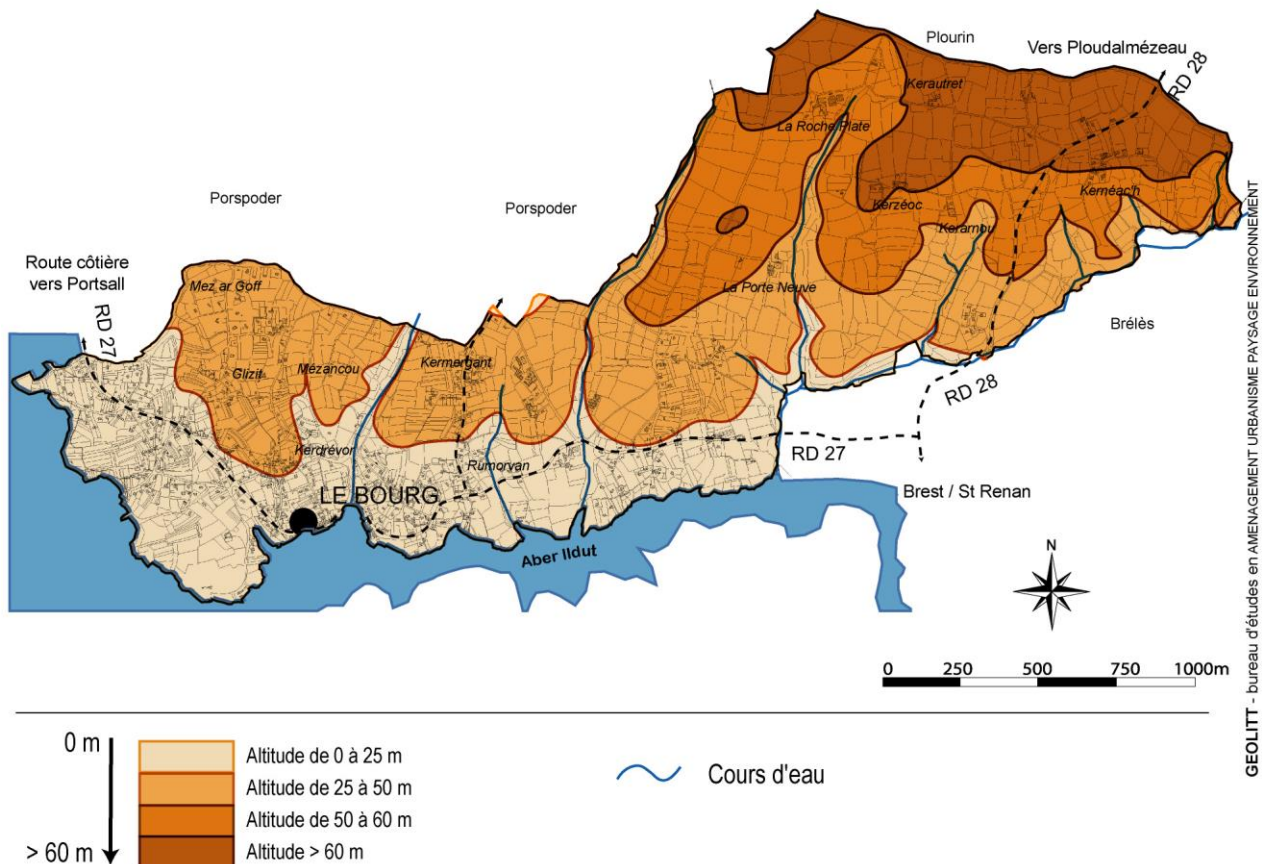 Plourin
Vers Ploudalmézeau
RD 28
Kerautret
La Roche Plate
Porspoder
Porspoder
Kernéac'h
Kerzéoc
Keramou
Route côtière
vers Portsall
RD 27
Mez ar Goff
La Porte Neuve
Brélès
Glizit
Mézancou
Kermergant
RD 28
Kerdrévor
Rumorvan
RD 27
LE BOURG
Brest / St Renan
Aber Ildut
N
0 250 500 750 1000m
GEOLITT - bureau d'études en AMENAGEMENT URBANISME PAYSAGE ENVIRONNEMENT
0 m
> 60 m
Altitude de 0 à 25 m
Altitude de 25 à 50 m
Altitude de 50 à 60 m
Altitude > 60 m
Cours d'eau